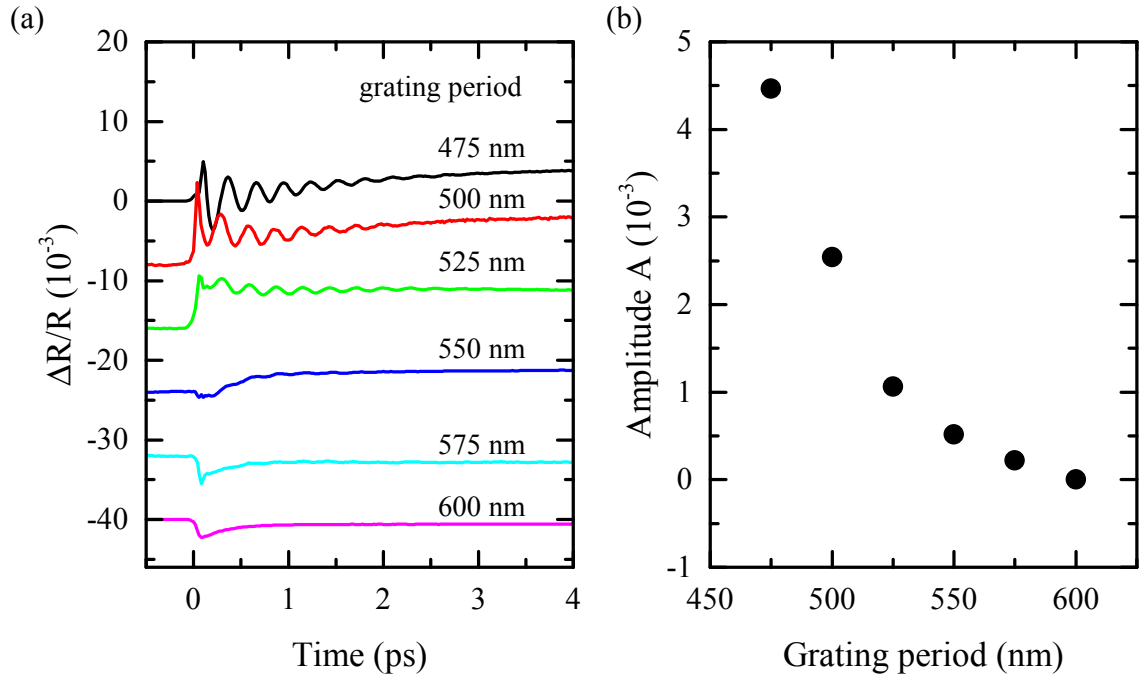 (a)
20
10
0
-10
-20
-30
-40
ΔR/R (10⁻³)
grating period
475 nm
500 nm
525 nm
550 nm
575 nm
600 nm
0 1 2 3 4
Time (ps)
(b)
5
4
3
2
1
0
-1
Amplitude A (10⁻³)
450 500 550 600
Grating period (nm)